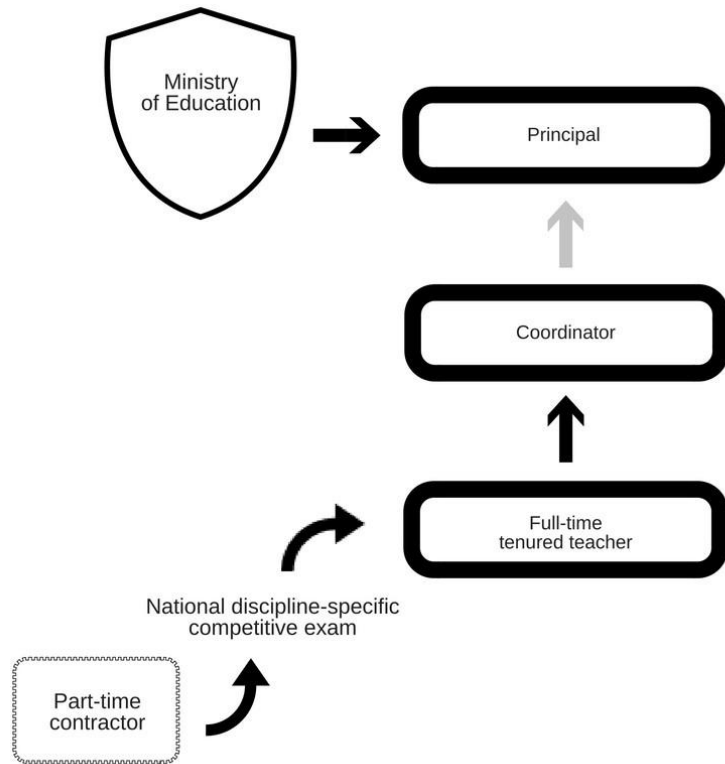 Ministry
of Education
Principal
Coordinator
Full-time
tenured teacher
National discipline-specific
competitive exam
Part-time
contractor